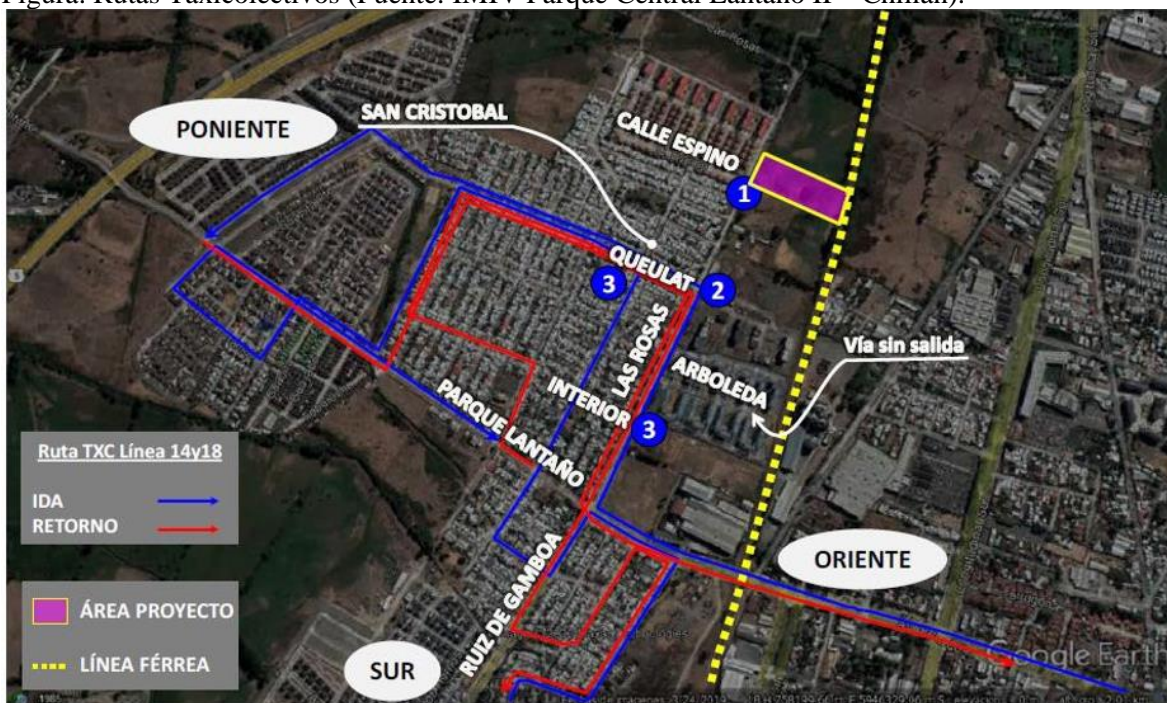 Figura: Rutas Taxicolectivos (Fuente: IMIV Parque Central Lantaño II - Chillán).
PONIENTE
SAN CRISTOBAL
CALLE ESPINO
1
QUEULAT
3
2
LAS ROSAS
Vía sin salida
ARBOLEDA
INTERIOR
3
PARQUE LANTAÑO
Ruta TXC Línea 14y18
IDA
RETORNO
ORIENTE
RUIZ DE GAMBOA
ÁREA PROYECTO
LÍNEA FÉRREA
SUR
Google Earth